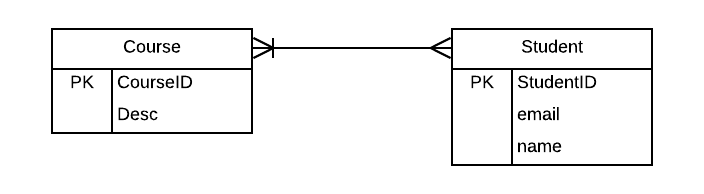 Course
PK CourseID
Desc
Student
PK StudentID
email
name